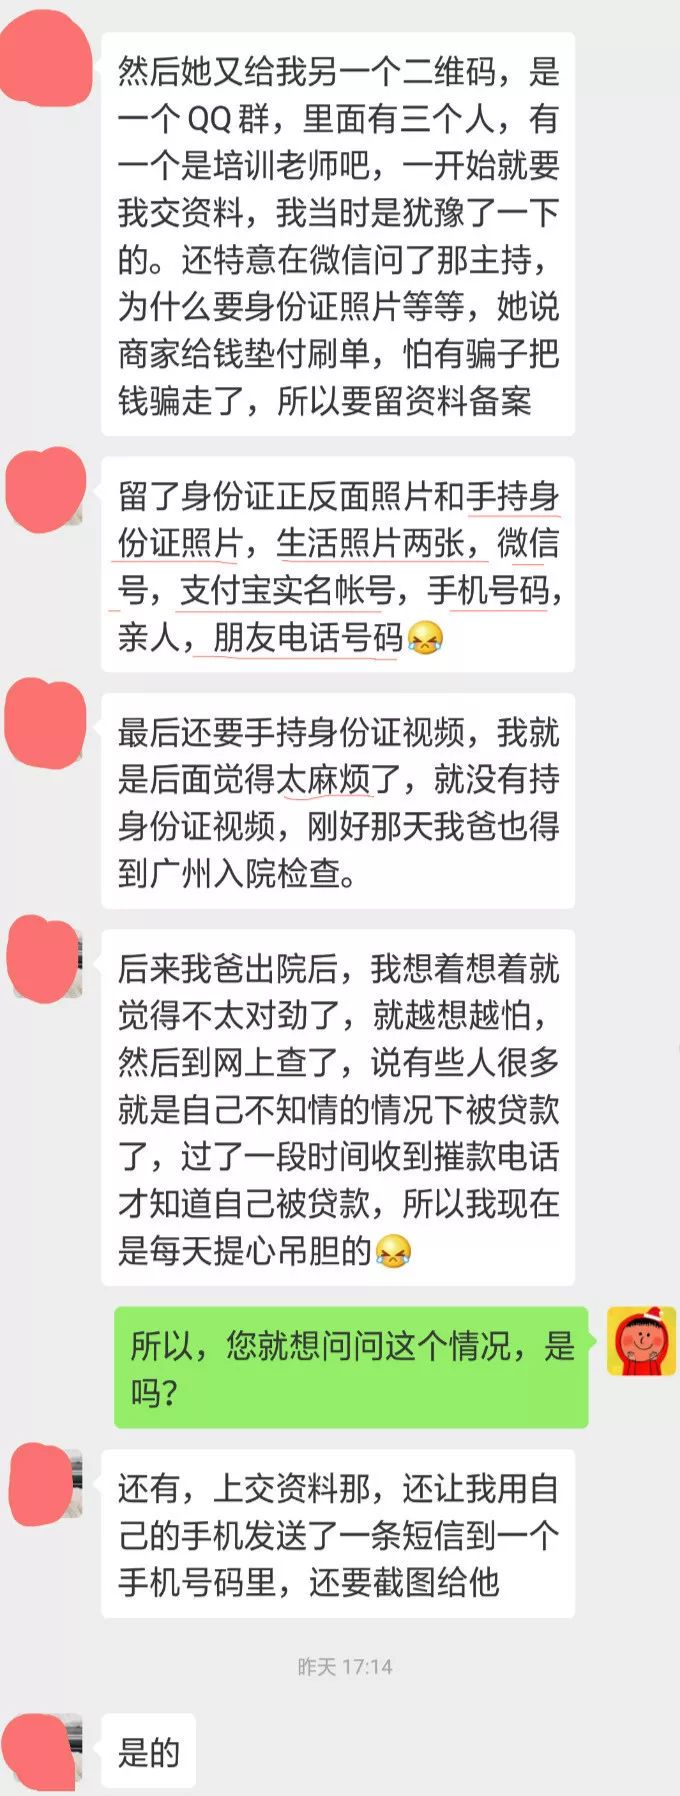 然后她又给我另一个二维码，是
一个QQ群，里面有三个人，有
一个是培训老师吧，一开始就要
我交资料，我当时是犹豫了一下
的。还特意在微信问了那主持，
为什么要身份证照片等等，她说
商家给钱垫付刷单，怕有骗子把
钱骗走了，所以要留资料备案
留了身份证正反面照片和手持身
份证照片，生活照片两张，微信
号，支付宝实名帐号，手机号码，
亲人，朋友电话号码
最后还要手持身份证视频，我就
是后面觉得太麻烦了，就没有持
身份证视频，刚好那天我爸也得
到广州入院检查。
后来我爸出院后，我想着想着就
觉得不太对劲了，就越想越怕，
然后到网上查了，说有些人很多
就是自己不知情的情况下被贷款
了，过了一段时间收到摧款电话
才知道自己被贷款，所以我现在
是每天提心吊胆的
所以，您就想问问这个情况，是
吗？
还有，上交资料那，还让我用自
己的手机发送了一条短信到一个
手机号码里，还要截图给他
昨天 17:14
是的